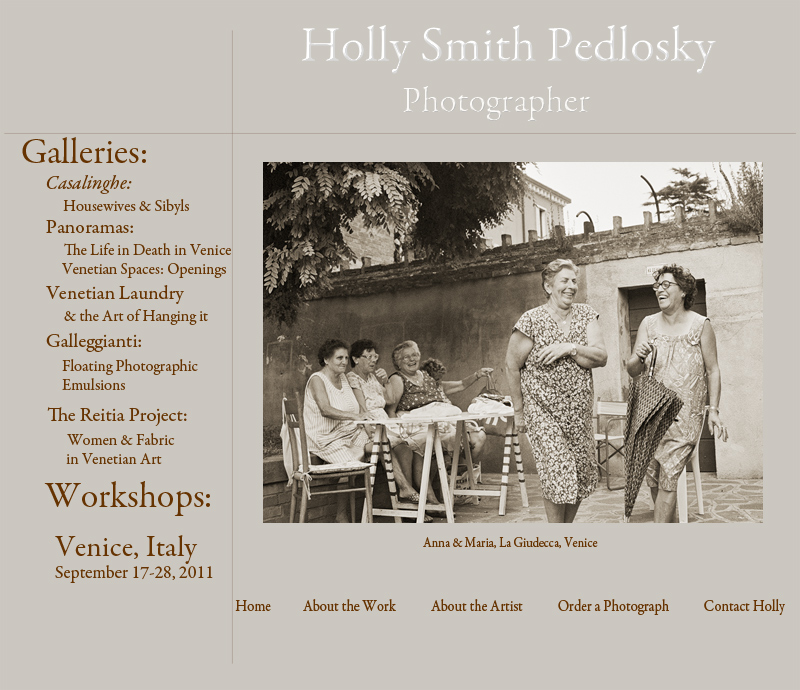 Holly Smith Pedlosky
Photographer
Galleries:
Casalinghe:
Housewives & Sibyls
Panoramas:
The Life in Death in Venice
Venetian Spaces: Openings
Venetian Laundry
& the Art of Hanging it
Galleggianti:
Floating Photographic
Emulsions
The Reitia Project:
Women & Fabric
in Venetian Art
Workshops:
Venice, Italy
September 17-28, 2011
Anna & Maria, La Giudecca, Venice
Home About the Work About the Artist Order a Photograph Contact Holly